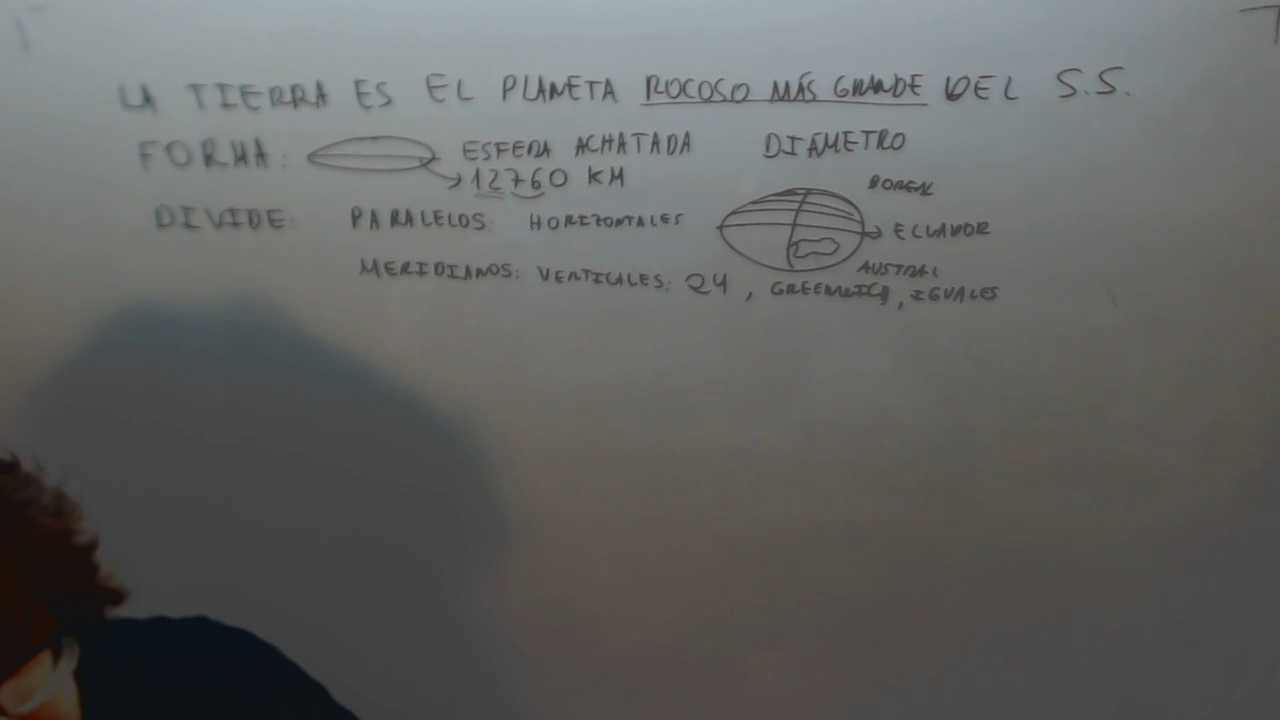 LA TIERRA ES EL PLANETA ROCOSO MÁS GRANDE DEL S.S.
FORMA: ESFERA ACHATADA DIÁMETRO
12760 KM
BOREAL
DIVIDE: PARALELOS: HORIZONTALES ECUADOR
AUSTRAL
MERIDIANOS: VERTICALES: 24, GREENWICH, IGUALES